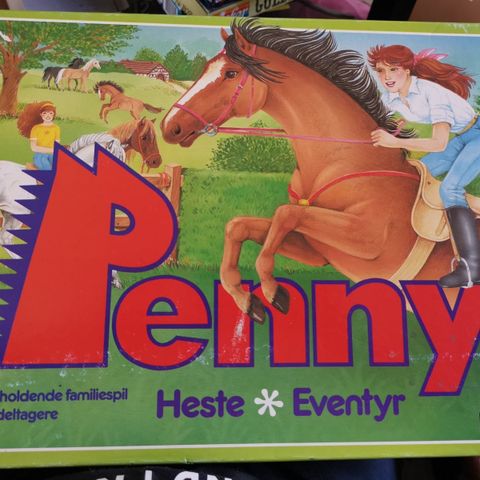 Penny
holdende familiespil
deltagere
Heste * Eventyr